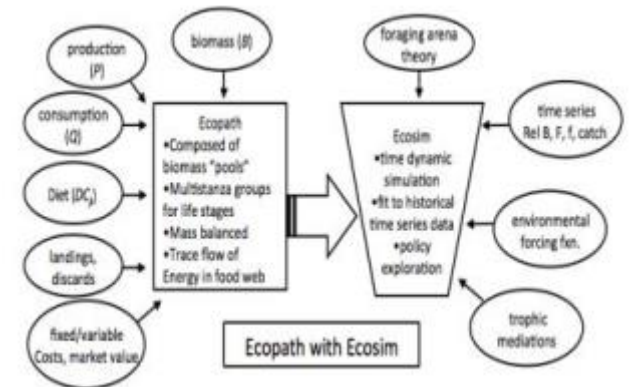 production
(P)
biomass (B)
foraging arena
theory
consumption
(Q)
Diet (DCij)
landings,
discards
fixed/variable
Costs, market value
Ecopath
•Composed of
biomass "pools"
•Multistanza groups
for life stages
•Mass balanced
•Trace flow of
Energy in food web
Ecosim
•time dynamic
simulation
•fit to historical
time series data
•policy
exploration
time series
Rel B, F, f, catch
environmental
forcing fxn.
trophic
mediations
Ecopath with Ecosim